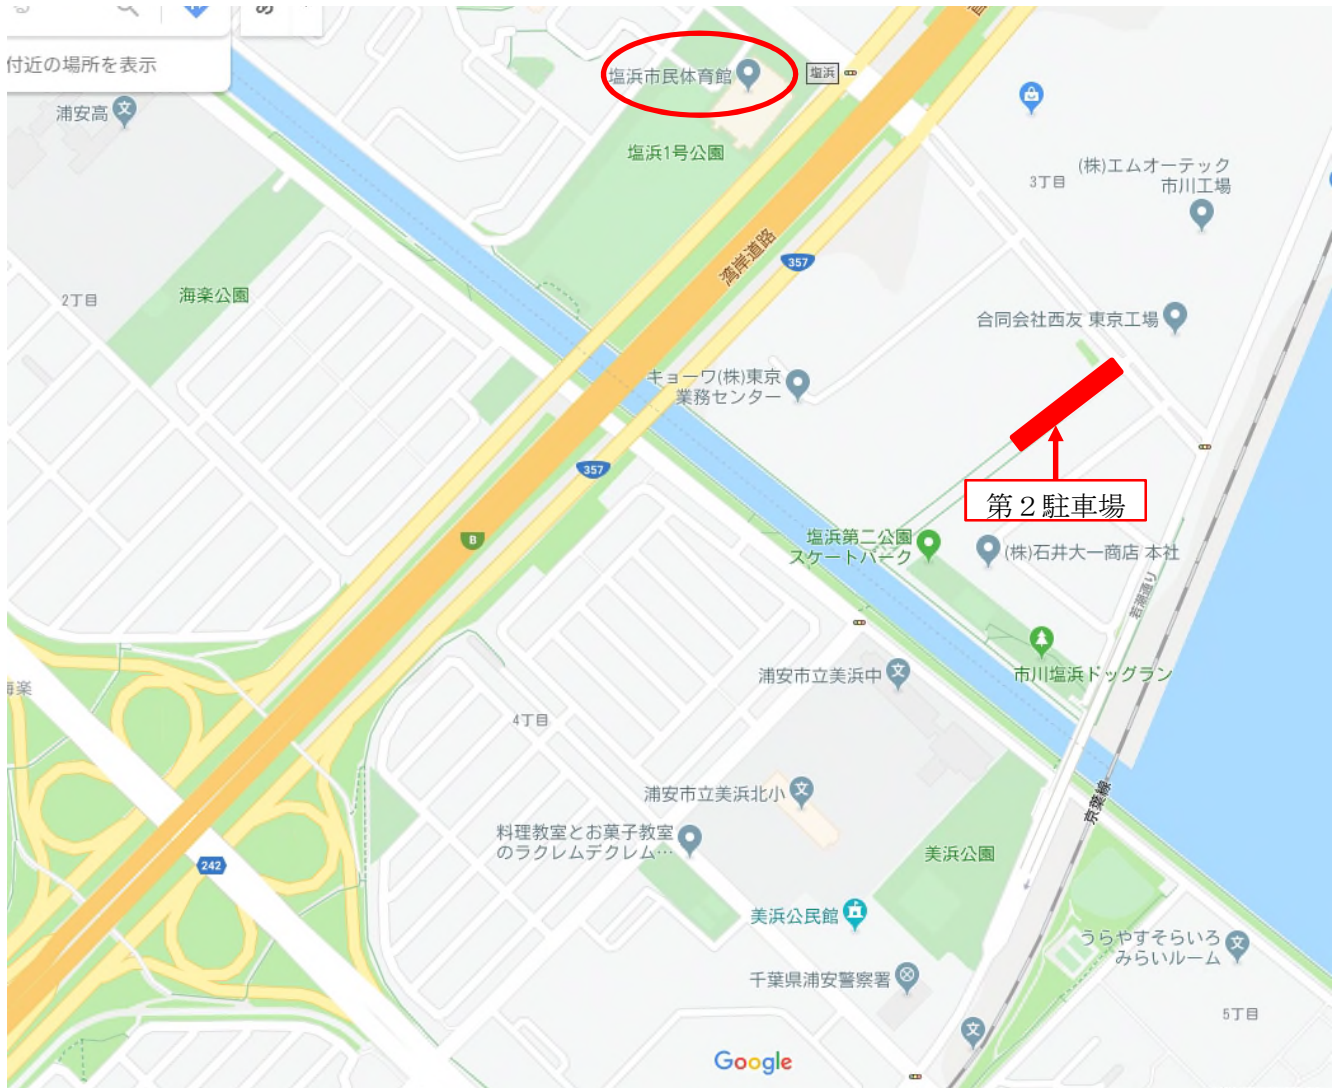 あ
付近の場所を表示
塩浜市民体育館
塩浜
浦安高
塩浜1号公園
(株)エムオーテック
市川工場
3丁目
湾岸道路
357
2丁目
海楽公園
合同会社西友 東京工場
キョーワ(株)東京
業務センター
357
第２駐車場
B
塩浜第二公園
スケートパーク
(株)石井大一商店 本社
若潮通り
市川塩浜ドッグラン
浦安市立美浜中
海楽
4丁目
浦安市立美浜北小
京葉線
料理教室とお菓子教室
のラクレムデクレム…
242
美浜公園
美浜公民館
うらやすそらいろ
みらいルーム
千葉県浦安警察署
5丁目
Google